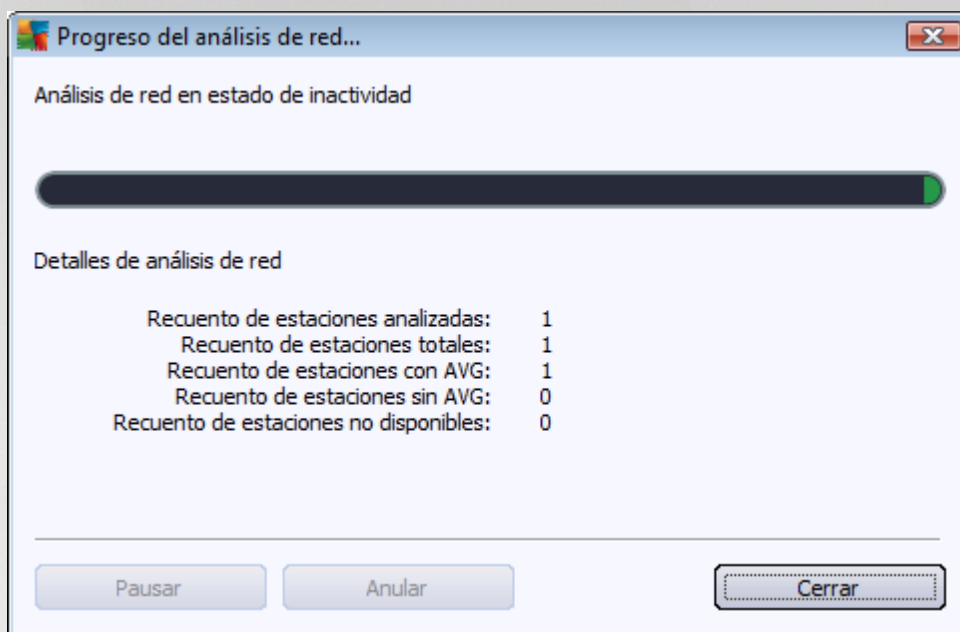 Progreso del análisis de red...
Análisis de red en estado de inactividad
Detalles de análisis de red
Recuento de estaciones analizadas: 1
Recuento de estaciones totales: 1
Recuento de estaciones con AVG: 1
Recuento de estaciones sin AVG: 0
Recuento de estaciones no disponibles: 0
Pausar Anular Cerrar